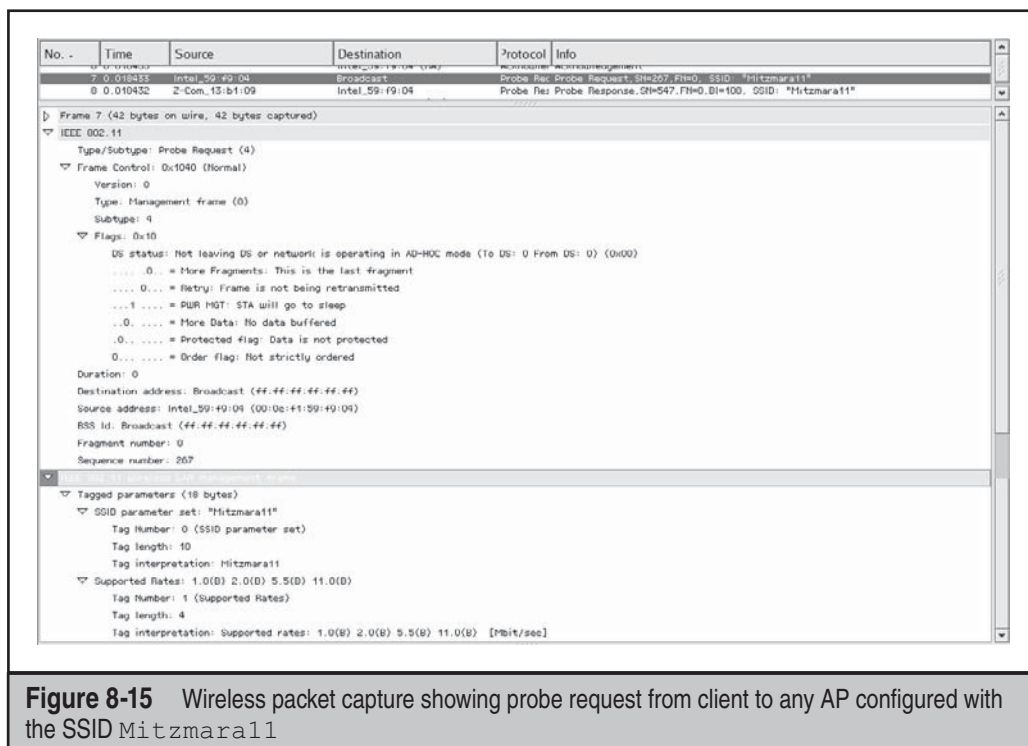 No. - Time Source Destination Protocol Info
7 0.018433 Intel_59:f9:04 Broadcast Probe Rec Probe Request,SN=267,FN=0, SSID: "Mitzmara11"
8 Z-Com_13:b1:09 Intel_59:f9:04 Probe Res Probe Response,SN=547,FN=0,BI=100, SSID: "Mitzmara11"
Frame 7 (42 bytes on wire, 42 bytes captured)
IEEE 802.11
Type/Subtype: Probe Request (4)
Frame Control: 0x1040 (Normal)
Version: 0
Type: Management frame (0)
Subtype: 4
Flags: 0x10
DS status: Not leaving DS or network is operating in AD-HOC mode (To DS: 0 From DS: 0) (0x00)
.... .0.. = More Fragments: This is the last fragment
.... 0... = Retry: Frame is not being retransmitted
...1 .... = PWR MGT: STA will go to sleep
..0. .... = More Data: No data buffered
.0.. .... = Protected flag: Data is not protected
0... .... = Order flag: Not strictly ordered
Duration: 0
Destination address: Broadcast (ff:ff:ff:ff:ff:ff)
Source address: Intel_59:f9:04 (00:0c:f1:59:f9:04)
BSS Id: Broadcast (ff:ff:ff:ff:ff:ff)
Fragment number: 0
Sequence number: 267
IEEE 802.11 wireless LAN management frame
Tagged parameters (18 bytes)
SSID parameter set: "Mitzmara11"
Tag Number: 0 (SSID parameter set)
Tag length: 10
Tag interpretation: Mitzmara11
Supported Rates: 1.0(B) 2.0(B) 5.5(B) 11.0(B)
Tag Number: 1 (Supported Rates)
Tag length: 4
Tag interpretation: Supported rates: 1.0(B) 2.0(B) 5.5(B) 11.0(B) [Mbit/sec]
Figure 8-15 Wireless packet capture showing probe request from client to any AP configured with
the SSID Mitzmara11